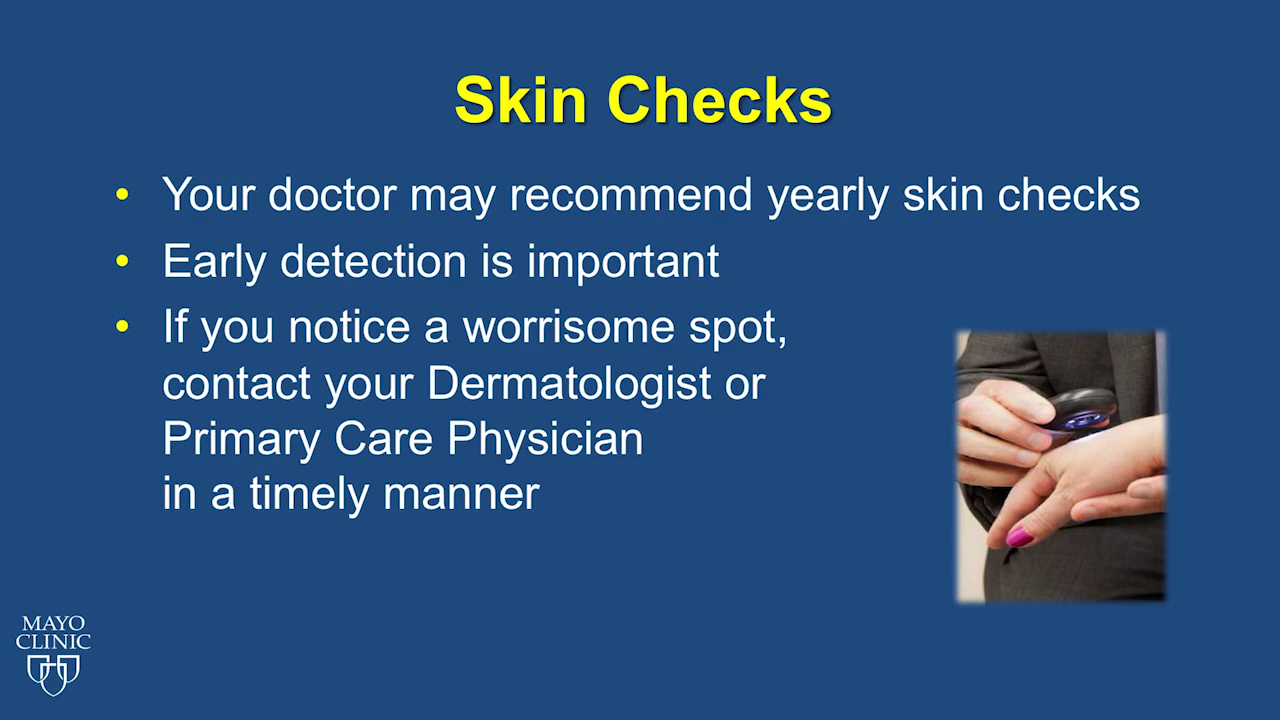 Skin Checks
• Your doctor may recommend yearly skin checks
• Early detection is important
• If you notice a worrisome spot,
contact your Dermatologist or
Primary Care Physician
in a timely manner
MAYO
CLINIC